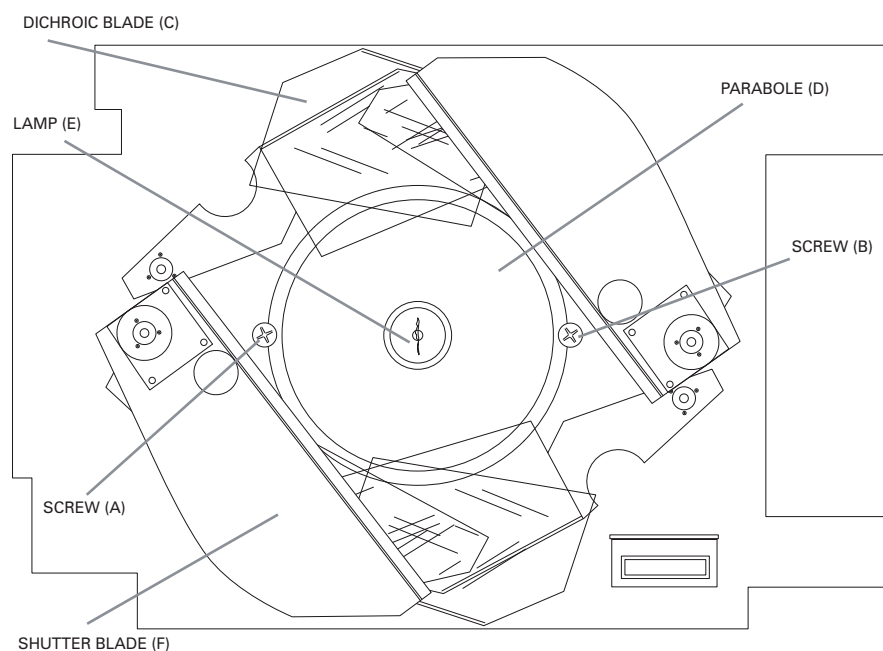 DICHROIC BLADE (C)
PARABOLE (D)
LAMP (E)
SCREW (B)
SCREW (A)
SHUTTER BLADE (F)